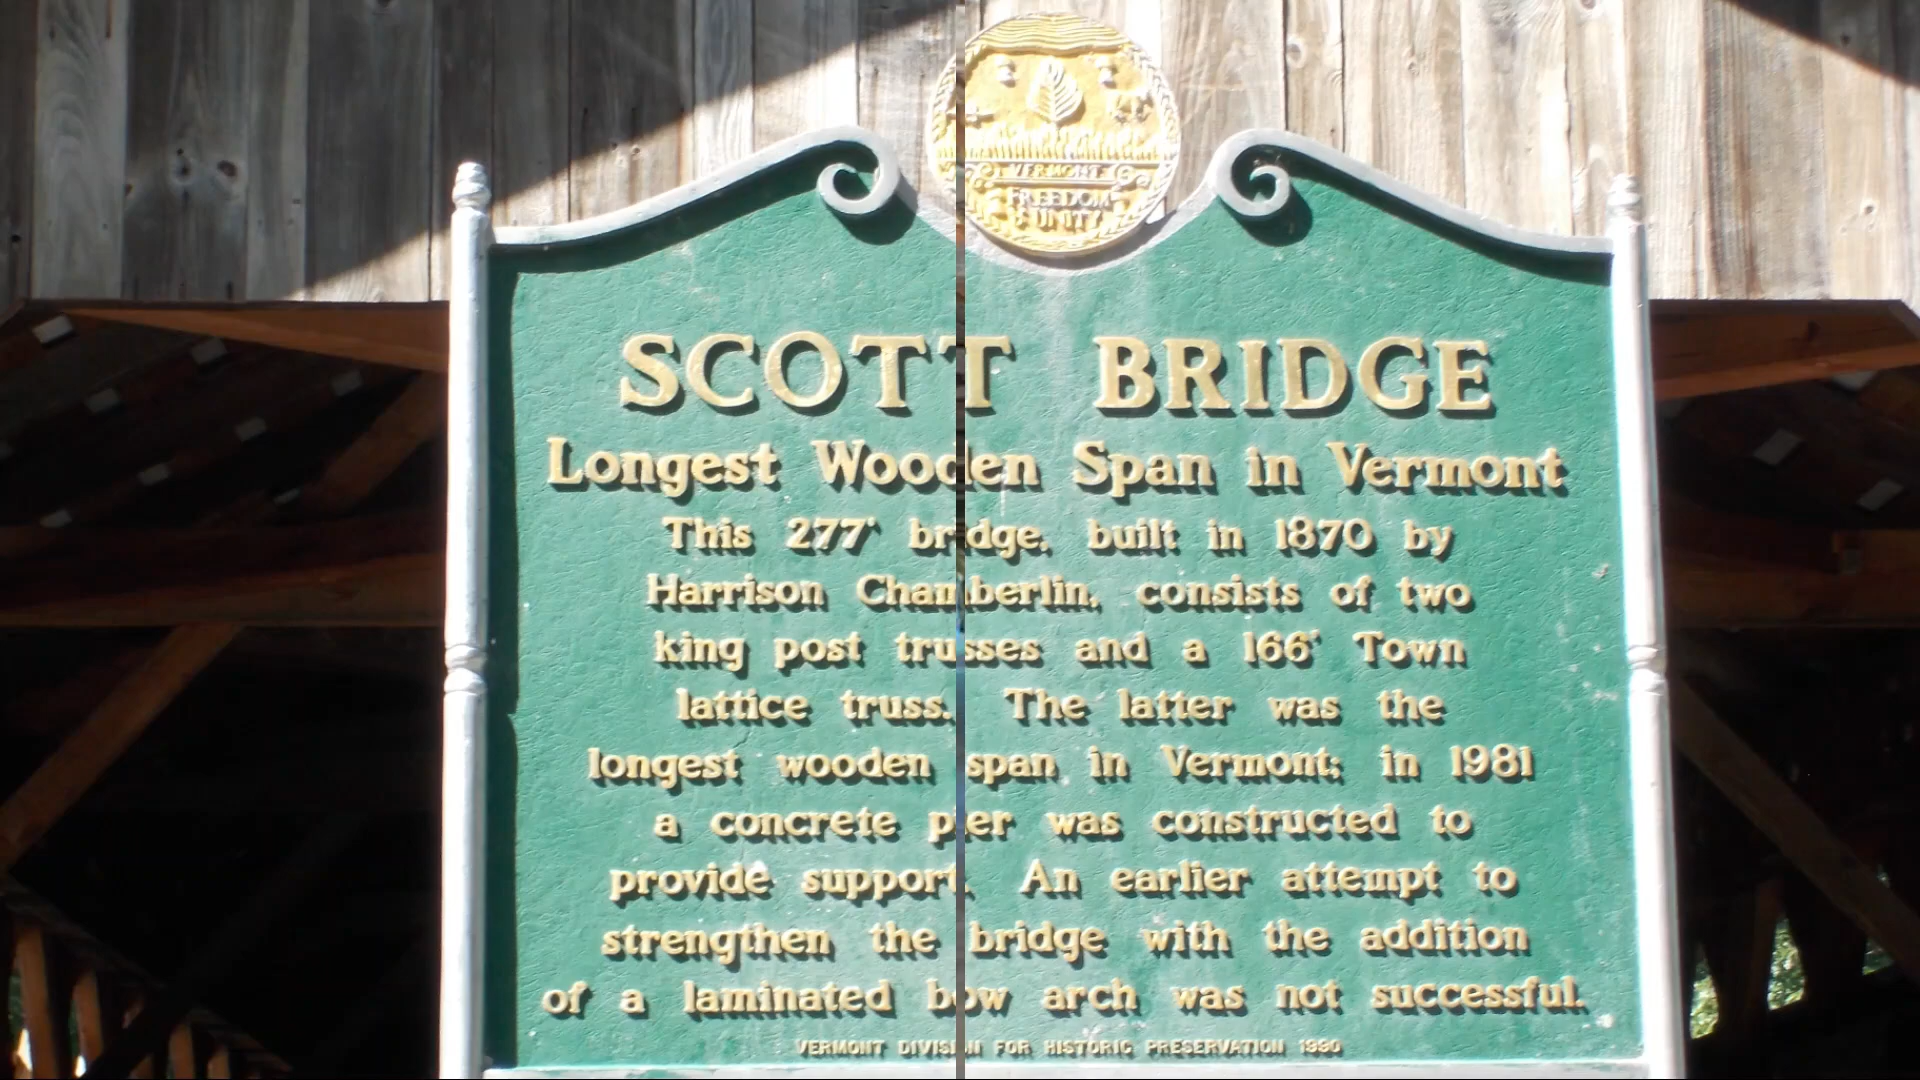 VERMONT
FREEDOM
& UNITY
SCOTT BRIDGE
Longest Wooden Span in Vermont
This 277' bridge, built in 1870 by
Harrison Chamberlin, consists of two
king post trusses and a 166' Town
lattice truss. The latter was the
longest wooden span in Vermont; in 1981
a concrete pier was constructed to
provide support. An earlier attempt to
strengthen the bridge with the addition
of a laminated bow arch was not successful.
VERMONT DIVISION FOR HISTORIC PRESERVATION 1990